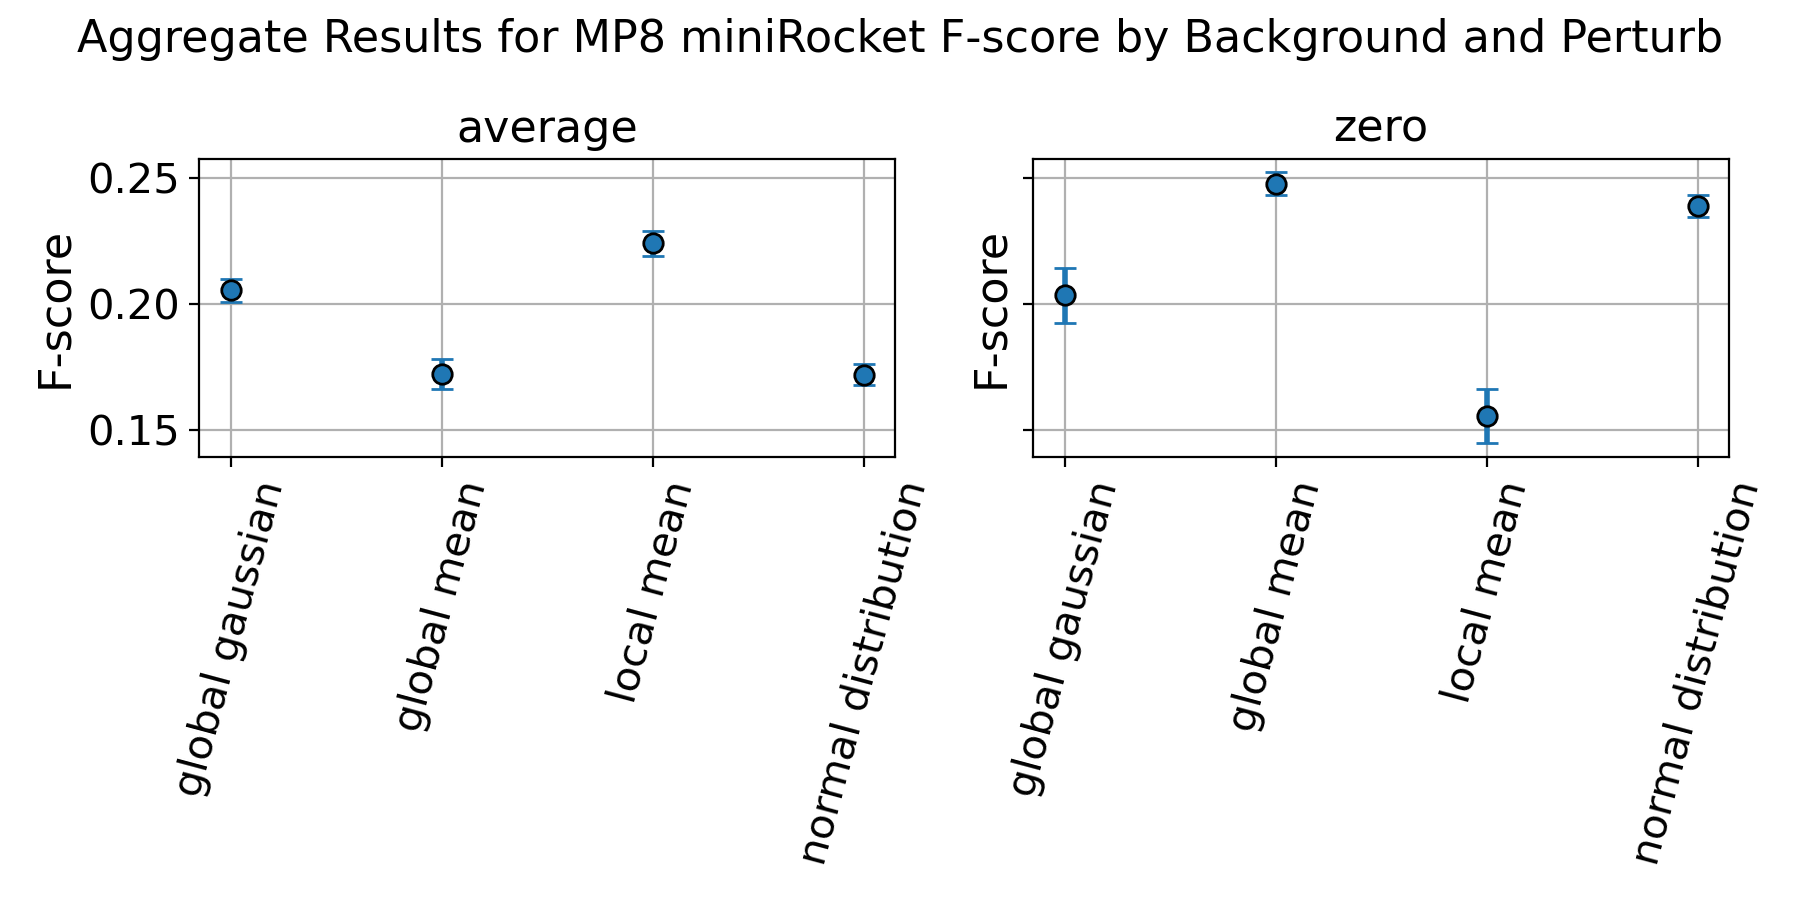 Aggregate Results for MP8 miniRocket F-score by Background and Perturb
average
F-score
0.25
0.20
0.15
global gaussian
global mean
local mean
normal distribution
zero
F-score
global gaussian
global mean
local mean
normal distribution